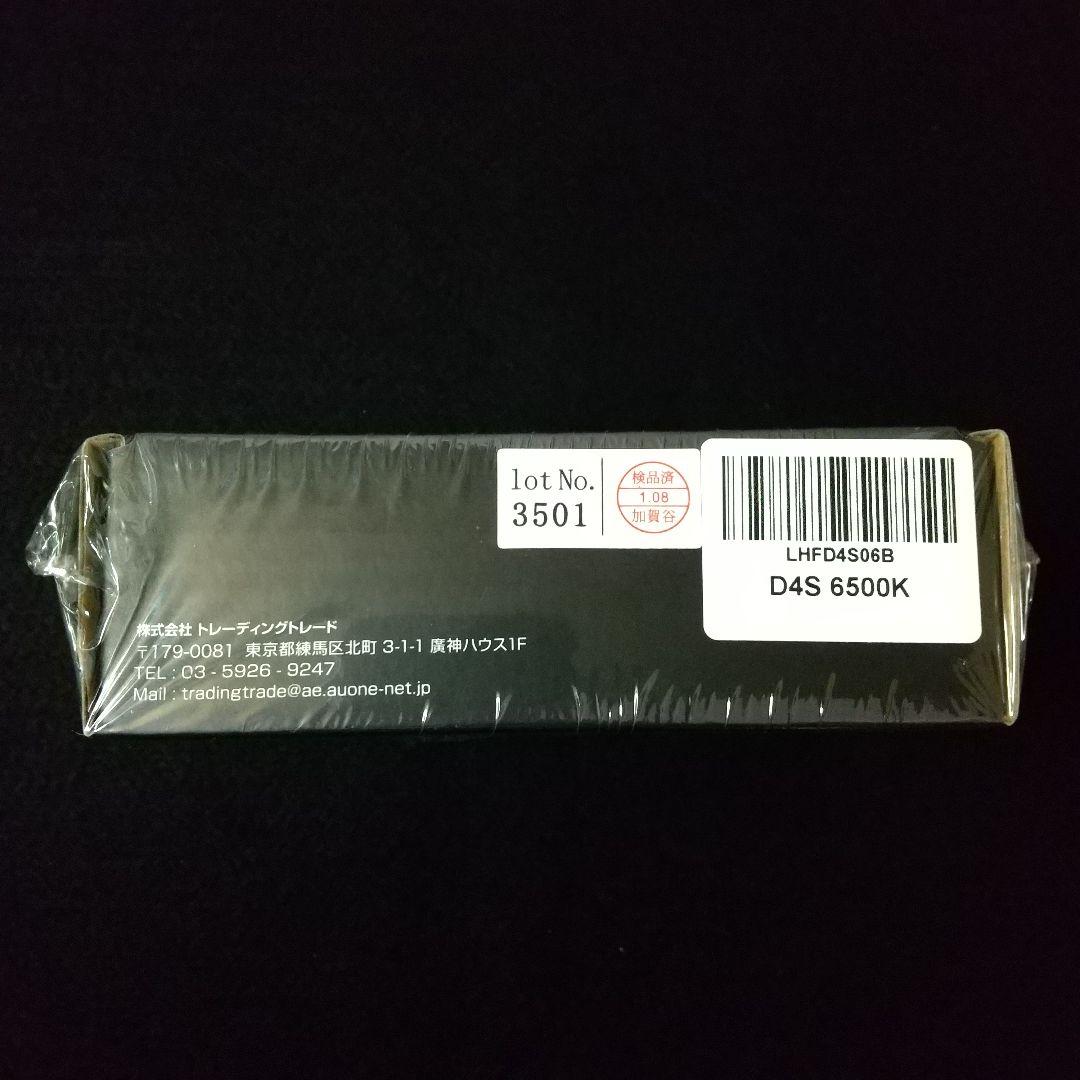 lot No.
3501
検品済
1.08
加賀谷
LHFD4S06B
D4S 6500K
株式会社 トレーディングトレード
〒179-0081 東京都練馬区北町 3-1-1 廣神ハウス1F
TEL : 03 - 5926 - 9247
Mail : tradingtrade@ae.auone-net.jp